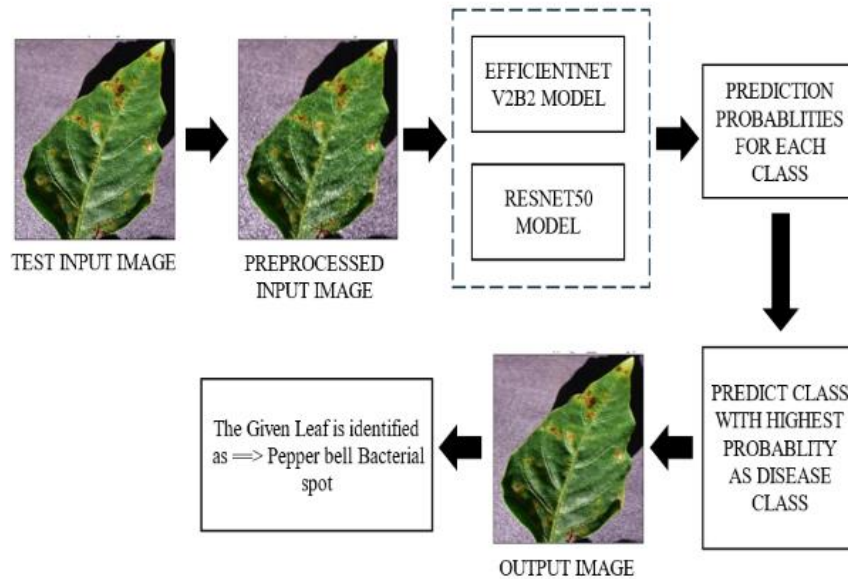 TEST INPUT IMAGE
PREPROCESSED
INPUT IMAGE
EFFICIENTNET
V2B2 MODEL
RESNET50
MODEL
PREDICTION
PROBABLITIES
FOR EACH
CLASS
PREDICT CLASS
WITH HIGHEST
PROBABLITY
AS DISEASE
CLASS
OUTPUT IMAGE
The Given Leaf is identified
as ==> Pepper bell Bacterial
spot